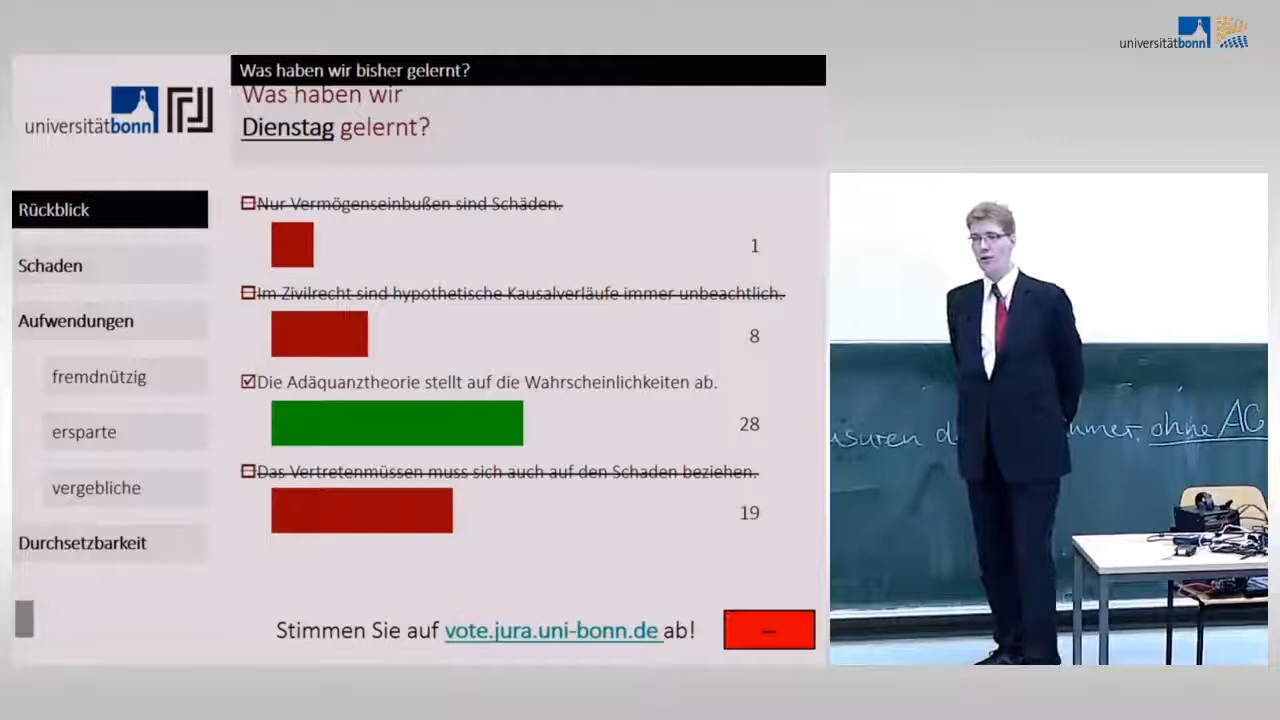 universitätbonn
Was haben wir bisher gelernt?
Was haben wir
Dienstag gelernt?
universitätbonn
Rückblick
Schaden
Aufwendungen
fremdnützig
ersparte
vergebliche
Durchsetzbarkeit
Nur Vermögenseinbußen sind Schäden.
1
Im Zivilrecht sind hypothetische Kausalverläufe immer unbeachtlich.
8
Die Adäquanztheorie stellt auf die Wahrscheinlichkeiten ab.
28
Das Vertretenmüssen muss sich auch auf den Schaden beziehen.
19
Stimmen Sie auf vote.jura.uni-bonn.de ab!
ohne AG